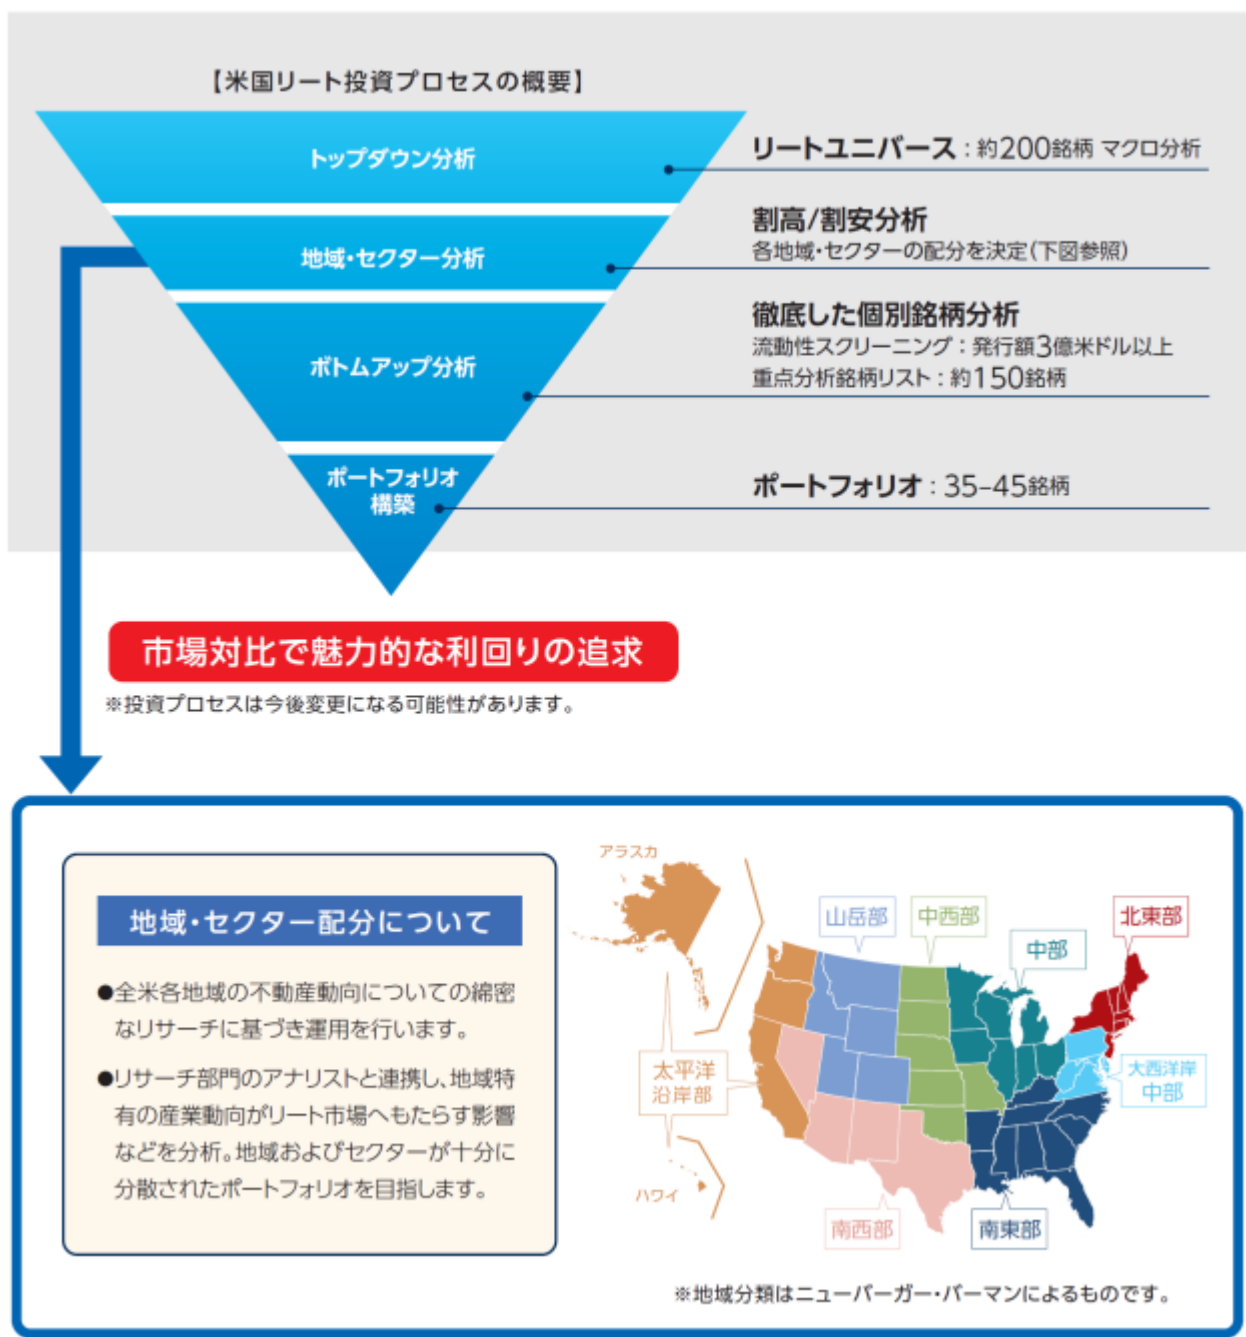 【米国リート投資プロセスの概要】
トップダウン分析
リートユニバース：約200銘柄 マクロ分析
地域・セクター分析
割高/割安分析
各地域・セクターの配分を決定(下図参照)
ボトムアップ分析
徹底した個別銘柄分析
流動性スクリーニング：発行額3億米ドル以上
重点分析銘柄リスト：約150銘柄
ポートフォリオ
構築
ポートフォリオ：35–45銘柄
市場対比で魅力的な利回りの追求
※投資プロセスは今後変更になる可能性があります。
地域・セクター配分について
●全米各地域の不動産動向についての綿密
なリサーチに基づき運用を行います。
●リサーチ部門のアナリストと連携し、地域特
有の産業動向がリート市場へもたらす影響
などを分析。地域およびセクターが十分に
分散されたポートフォリオを目指します。
アラスカ
山岳部
中西部
中部
北東部
太平洋
沿岸部
大西洋岸
中部
ハワイ
南西部
南東部
※地域分類はニューバーガー・バーマンによるものです。